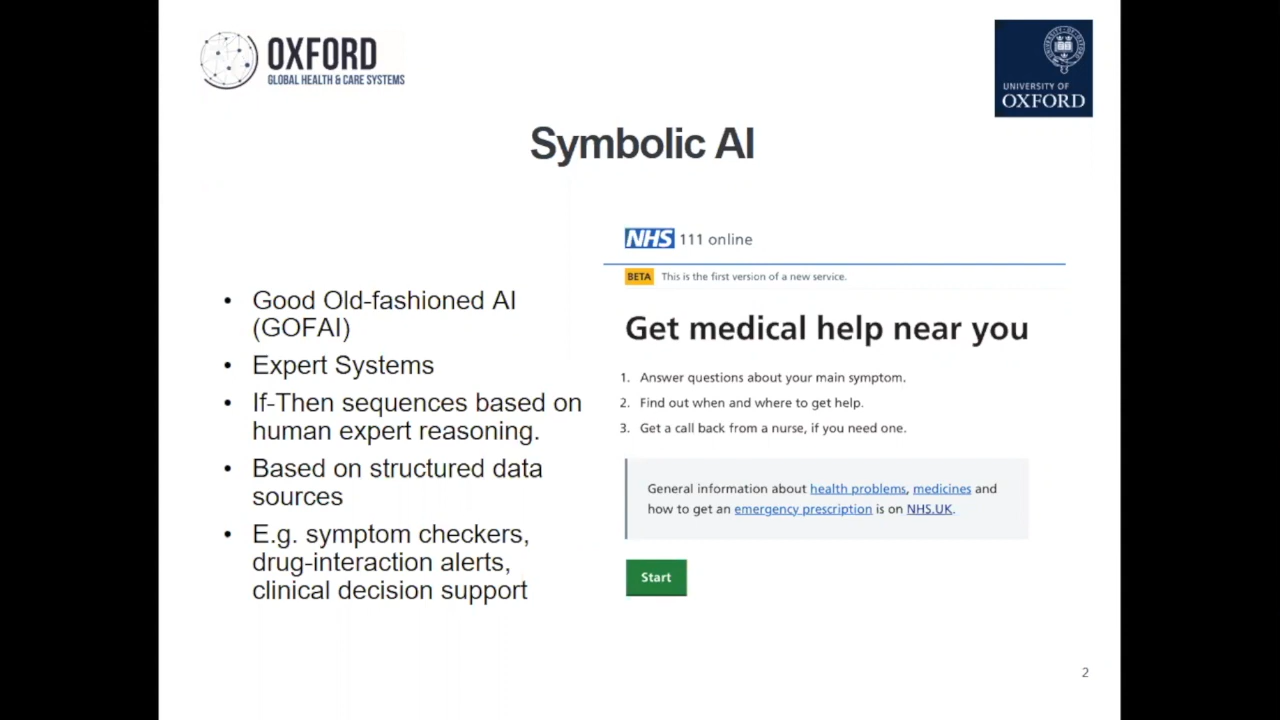 OXFORD
GLOBAL HEALTH & CARE SYSTEMS
UNIVERSITY OF
OXFORD
Symbolic AI
• Good Old-fashioned AI
(GOFAI)
• Expert Systems
• If-Then sequences based on
human expert reasoning.
• Based on structured data
sources
• E.g. symptom checkers,
drug-interaction alerts,
clinical decision support
NHS 111 online
BETA This is the first version of a new service.
Get medical help near you
1. Answer questions about your main symptom.
2. Find out when and where to get help.
3. Get a call back from a nurse, if you need one.
General information about health problems, medicines and
how to get an emergency prescription is on NHS.UK.
Start
2